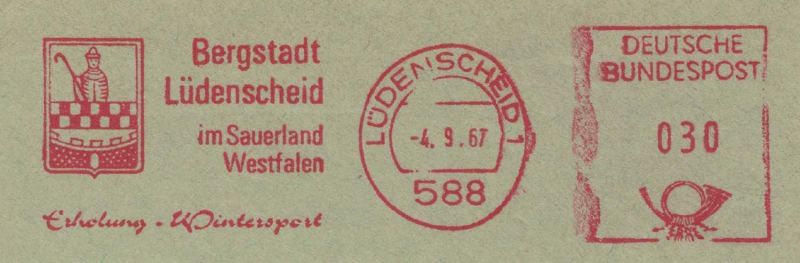 Bergstadt
Lüdenscheid
im Sauerland
Westfalen
Erholung - Wintersport
LÜDENSCHEID 1
-4. 9. 67
588
DEUTSCHE
BUNDESPOST
030